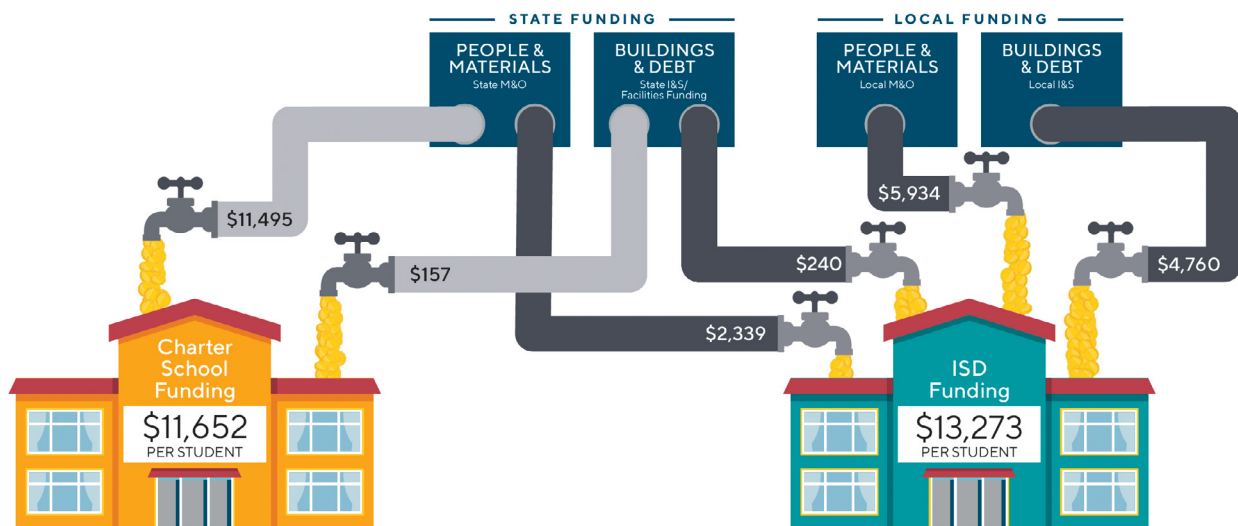 STATE FUNDING
LOCAL FUNDING
PEOPLE &
MATERIALS
State M&O
BUILDINGS
& DEBT
State I&S/
Facilities Funding
PEOPLE &
MATERIALS
Local M&O
BUILDINGS
& DEBT
Local I&S
$11,495
$157
$5,934
$240
$4,760
$2,339
Charter
School
Funding
$11,652
PER STUDENT
ISD
Funding
$13,273
PER STUDENT